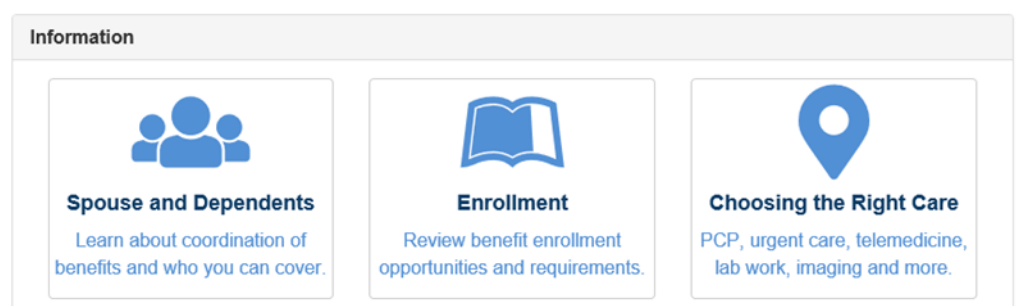 Information
Spouse and Dependents
Learn about coordination of
benefits and who you can cover.
Enrollment
Review benefit enrollment
opportunities and requirements.
Choosing the Right Care
PCP, urgent care, telemedicine,
lab work, imaging and more.